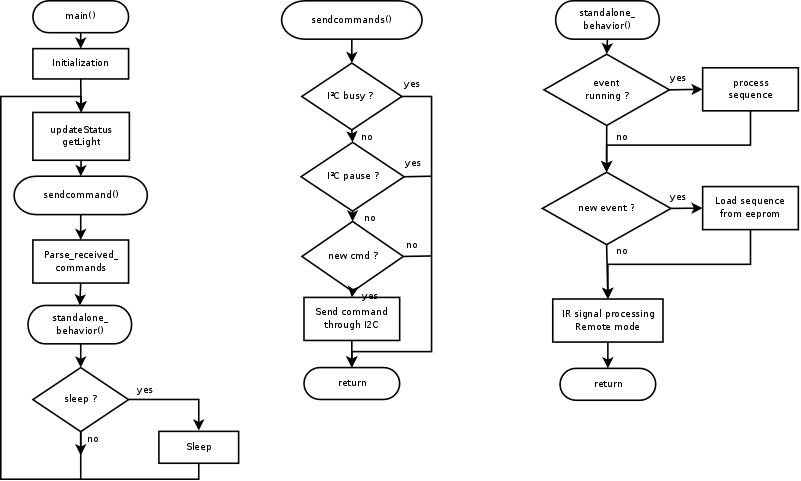 main()
Initialization
updateStatus
getLight
sendcommand()
Parse_received_
commands
standalone_
behavior()
sleep ?
yes
no
Sleep
sendcommands()
I²C busy ?
yes
no
I²C pause ?
yes
no
new cmd ?
no
yes
Send command
through I2C
return
standalone_
behavior()
event
running ?
yes
process
sequence
no
new event ?
yes
Load sequence
from eeprom
no
IR signal processing
Remote mode
return